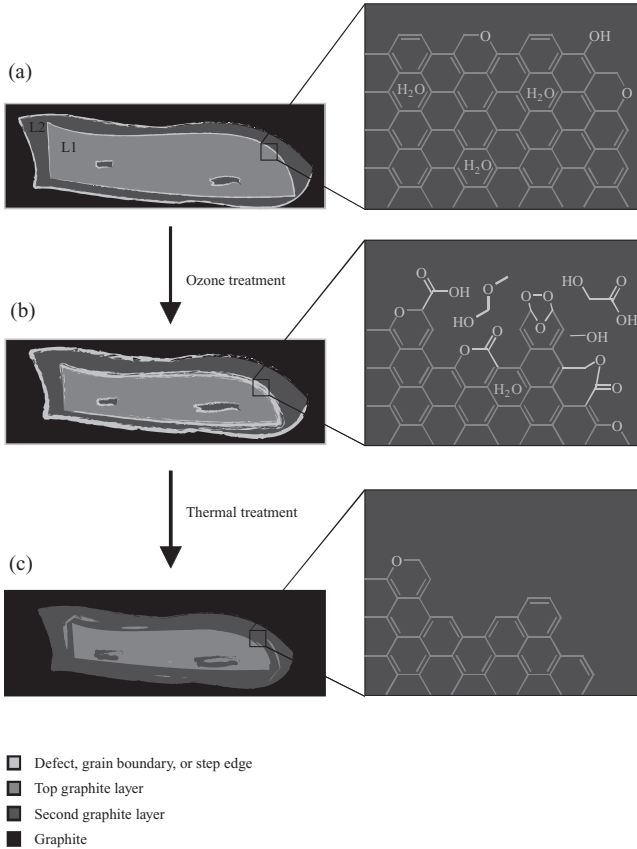 (a)
L2
L1
O
OH
H2O
H2O
O
H2O
Ozone treatment
(b)
O
OH
O
O
HO
O
O
O
HO
O
OH
OH
O
O
O
O
H2O
O
Thermal treatment
(c)
O
Defect, grain boundary, or step edge
Top graphite layer
Second graphite layer
Graphite